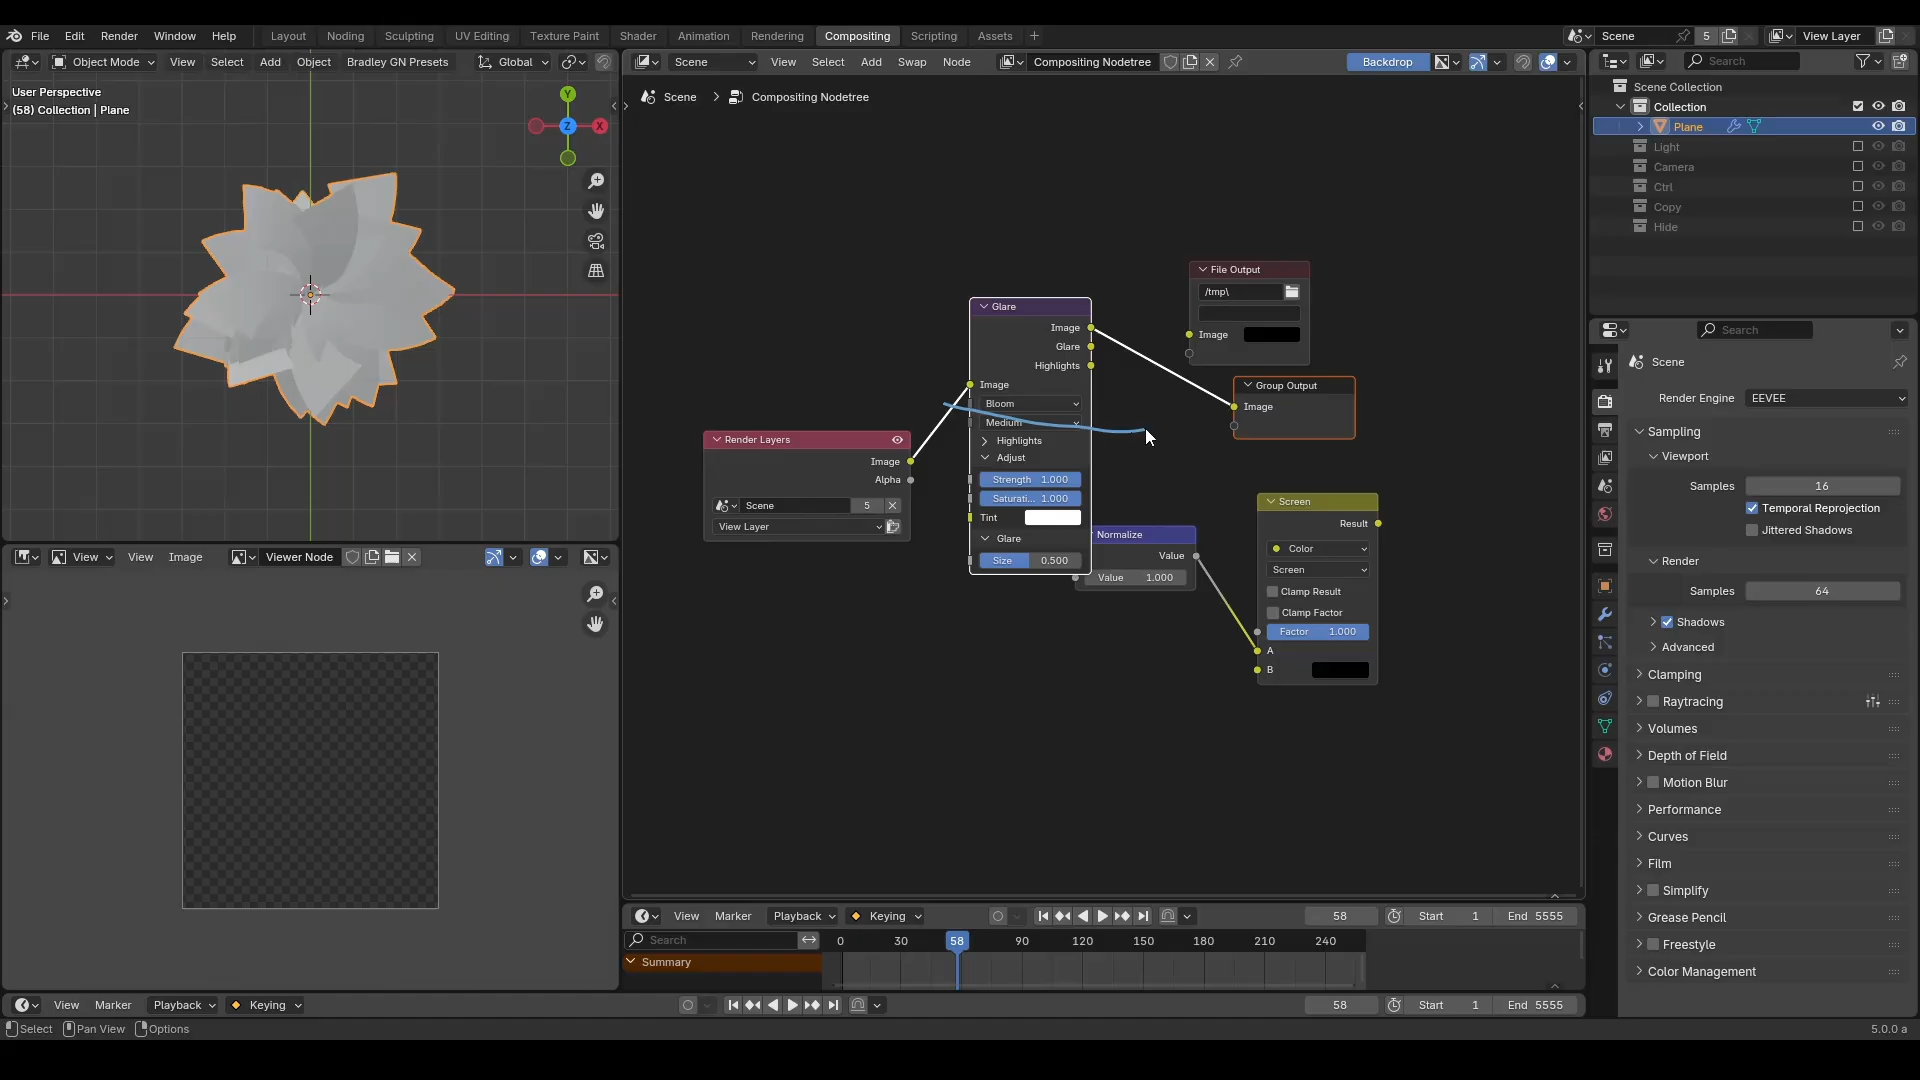 File Edit Render Window Help Layout Noding Sculpting UV Editing Texture Paint Shader Animation Rendering Compositing Scripting Assets + Scene 5 View Layer
Object Mode View Select Add Object Bradley GN Presets Global
User Perspective
(58) Collection | Plane
Y
Z
X
Scene View Select Add Swap Node Compositing Nodetree Backdrop
Scene > Compositing Nodetree
File Output
/tmp\
Image
Glare
Image
Glare
Highlights
Image
Bloom
Medium
Highlights
Adjust
Strength 1.000
Saturati... 1.000
Tint
Glare
Size 0.500
Group Output
Image
Render Layers
Image
Alpha
Scene 5
View Layer
Normalize
Value
Value 1.000
Screen
Result
Color
Screen
Clamp Result
Clamp Factor
Factor 1.000
A
B
View View Image Viewer Node
View Marker Playback Keying 58 Start 1 End 5555
Search 0 30 58 90 120 150 180 210 240
Summary
View Marker Playback Keying 58 Start 1 End 5555
Select Pan View Options 5.0.0 a
Search
Scene Collection
Collection
Plane
Light
Camera
Ctrl
Copy
Hide
Search
Scene
Render Engine EEVEE
Sampling
Viewport
Samples 16
Temporal Reprojection
Jittered Shadows
Render
Samples 64
Shadows
Advanced
Clamping
Raytracing
Volumes
Depth of Field
Motion Blur
Performance
Curves
Film
Simplify
Grease Pencil
Freestyle
Color Management